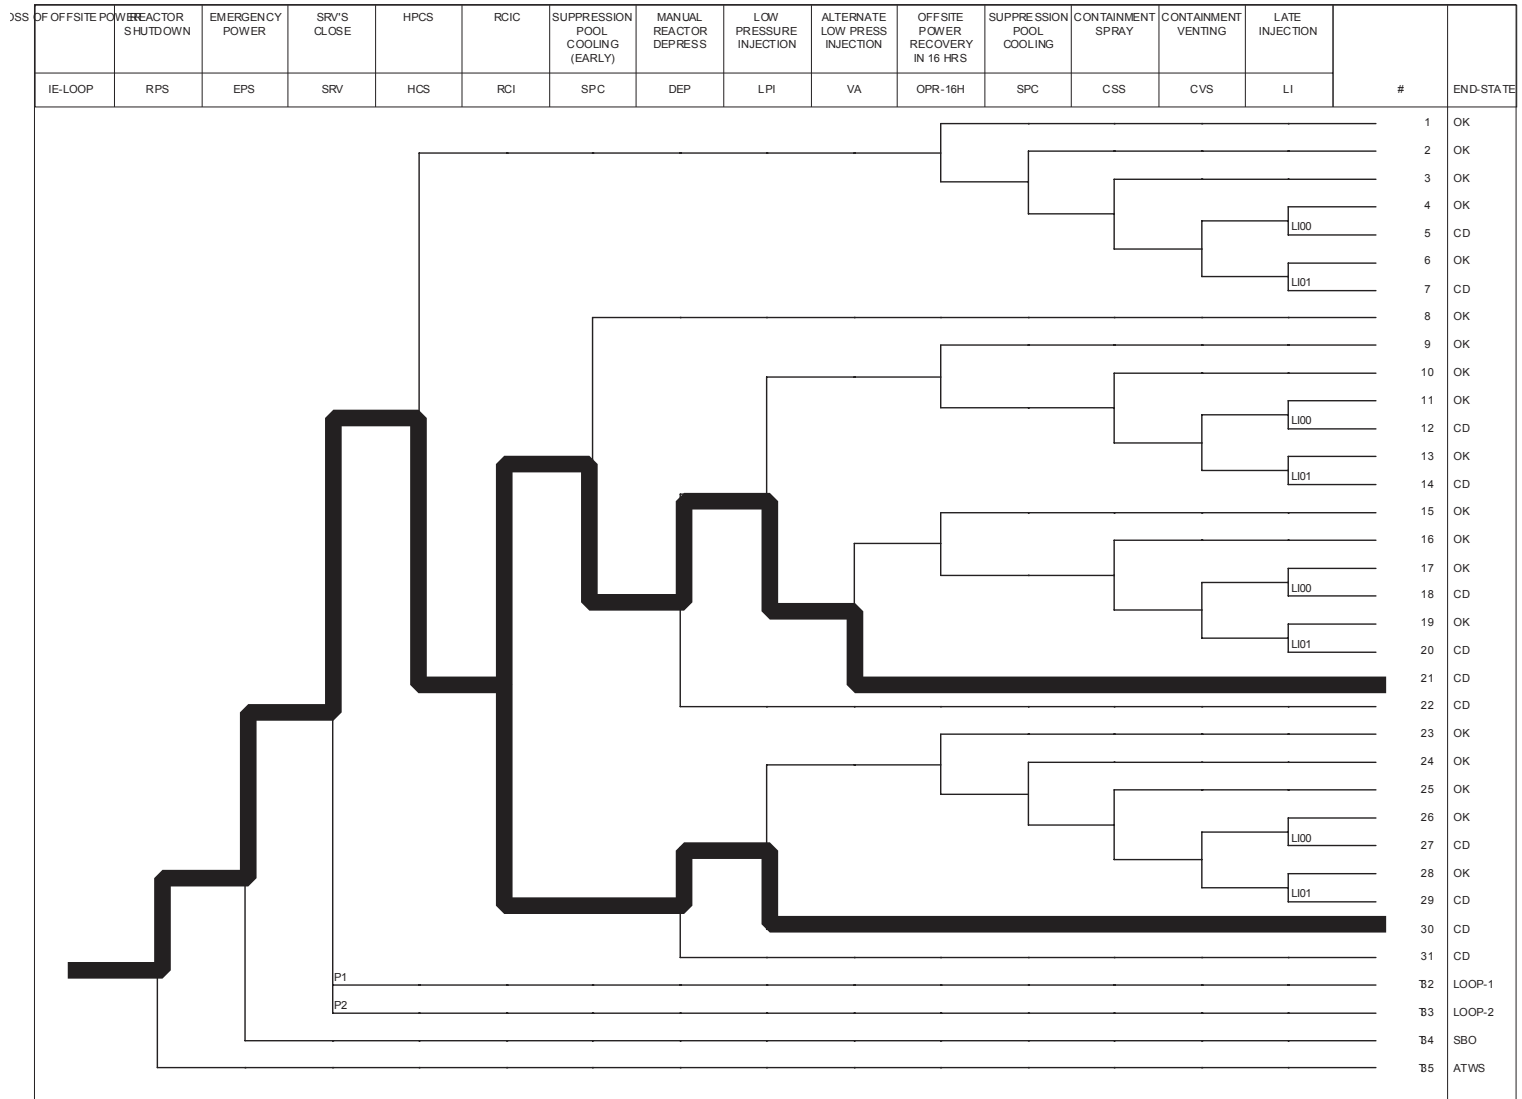 OSS OF OFFSITE POWER
REACTOR
SHUTDOWN
EMERGENCY
POWER
SRV'S
CLOSE
HPCS
RCIC
SUPPRESSION
POOL
COOLING
(EARLY)
MANUAL
REACTOR
DEPRESS
LOW
PRESSURE
INJECTION
ALTERNATE
LOW PRESS
INJECTION
OFFSITE
POWER
RECOVERY
IN 16 HRS
SUPPRESSION
POOL
COOLING
CONTAINMENT
SPRAY
CONTAINMENT
VENTING
LATE
INJECTION
IE-LOOP
RPS
EPS
SRV
HCS
RCI
SPC
DEP
LPI
VA
OPR-16H
SPC
CSS
CVS
LI
#
END-STATE
1 OK
2 OK
3 OK
4 OK
LI00
5 CD
6 OK
LI01
7 CD
8 OK
9 OK
10 OK
11 OK
LI00
12 CD
13 OK
LI01
14 CD
15 OK
16 OK
17 OK
LI00
18 CD
19 OK
LI01
20 CD
21 CD
22 CD
23 OK
24 OK
25 OK
26 OK
LI00
27 CD
28 OK
LI01
29 CD
30 CD
31 CD
P1
T32 LOOP-1
P2
T33 LOOP-2
T34 SBO
T35 ATWS